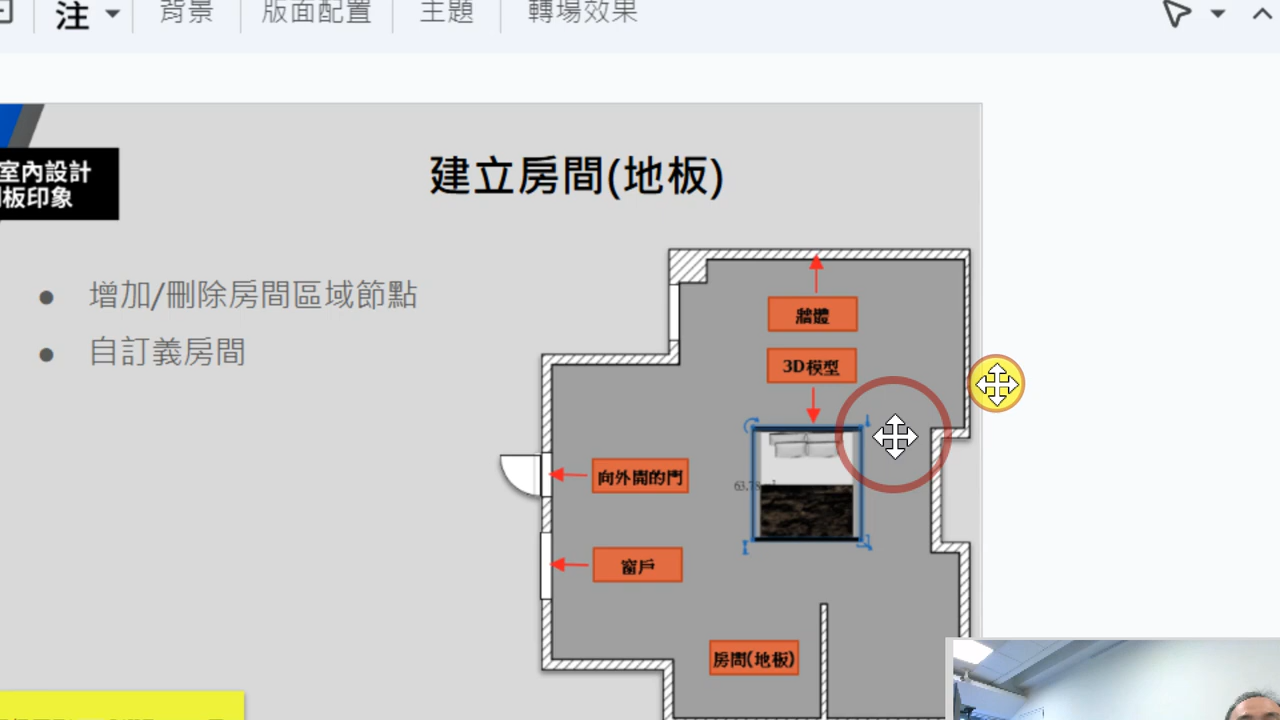 注 背景 版面配置 主題 轉場效果
室內設計
板印象
建立房間(地板)
增加/刪除房間區域節點
自訂義房間
牆體
3D模型
向外開的門
窗戶
房間(地板)